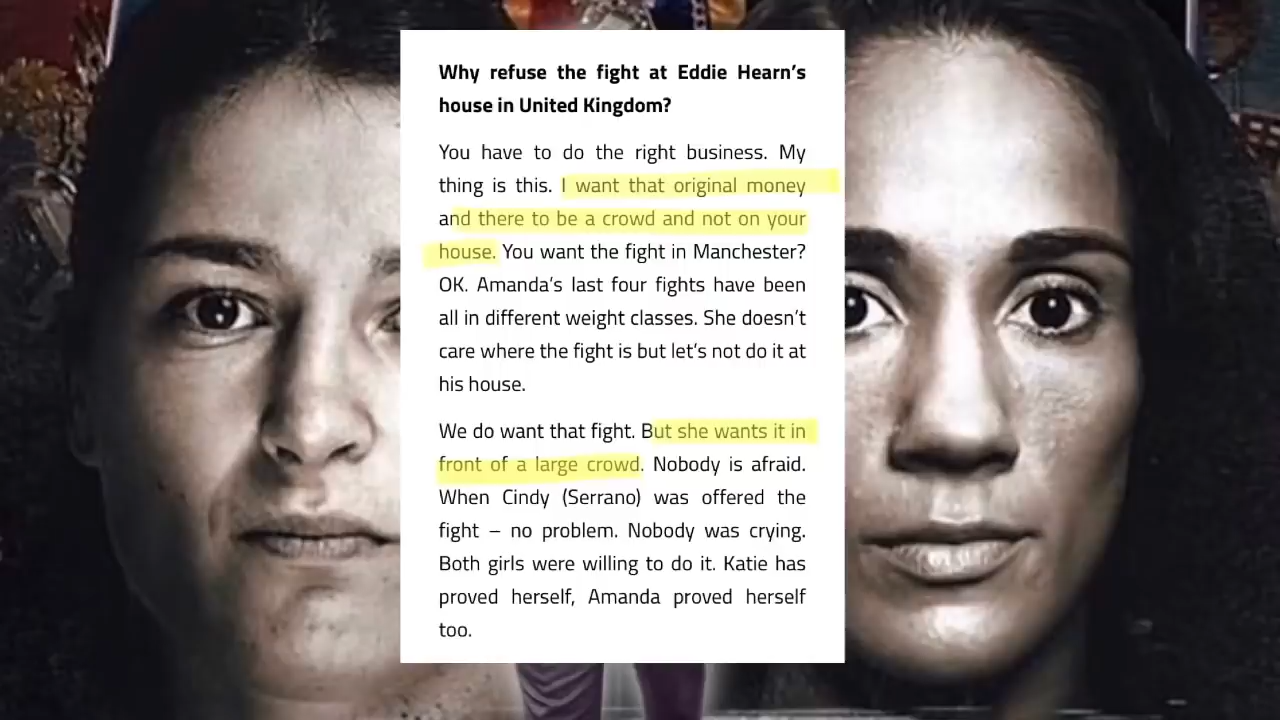 Why refuse the fight at Eddie Hearn’s
house in United Kingdom?
You have to do the right business. My
thing is this. I want that original money
and there to be a crowd and not on your
house. You want the fight in Manchester?
OK. Amanda’s last four fights have been
all in different weight classes. She doesn’t
care where the fight is but let’s not do it at
his house.
We do want that fight. But she wants it in
front of a large crowd. Nobody is afraid.
When Cindy (Serrano) was offered the
fight – no problem. Nobody was crying.
Both girls were willing to do it. Katie has
proved herself, Amanda proved herself
too.